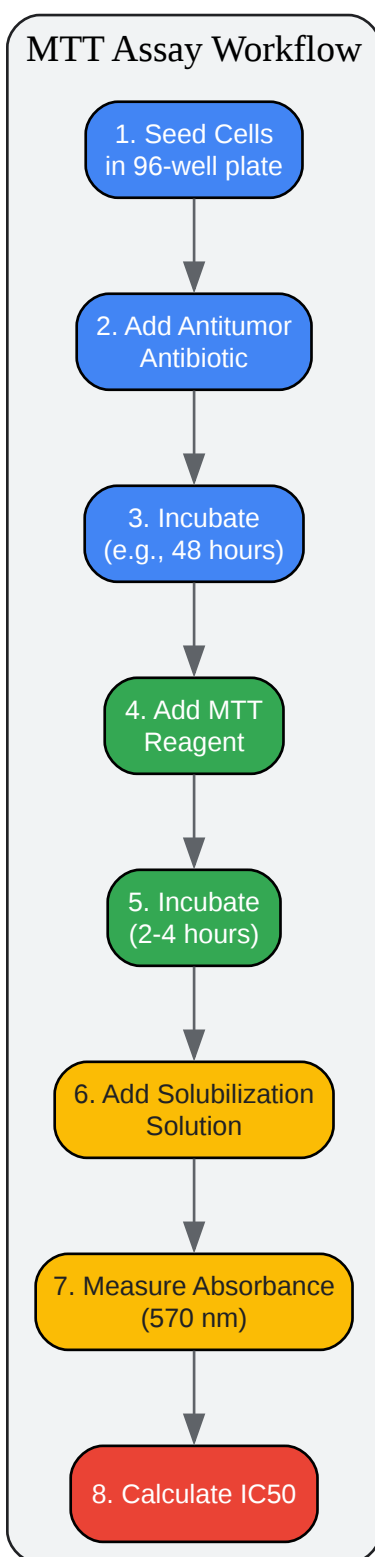 MTT Assay Workflow
1. Seed Cells
in 96-well plate
2. Add Antitumor
Antibiotic
3. Incubate
(e.g., 48 hours)
4. Add MTT
Reagent
5. Incubate
(2-4 hours)
6. Add Solubilization
Solution
7. Measure Absorbance
(570 nm)
8. Calculate IC50